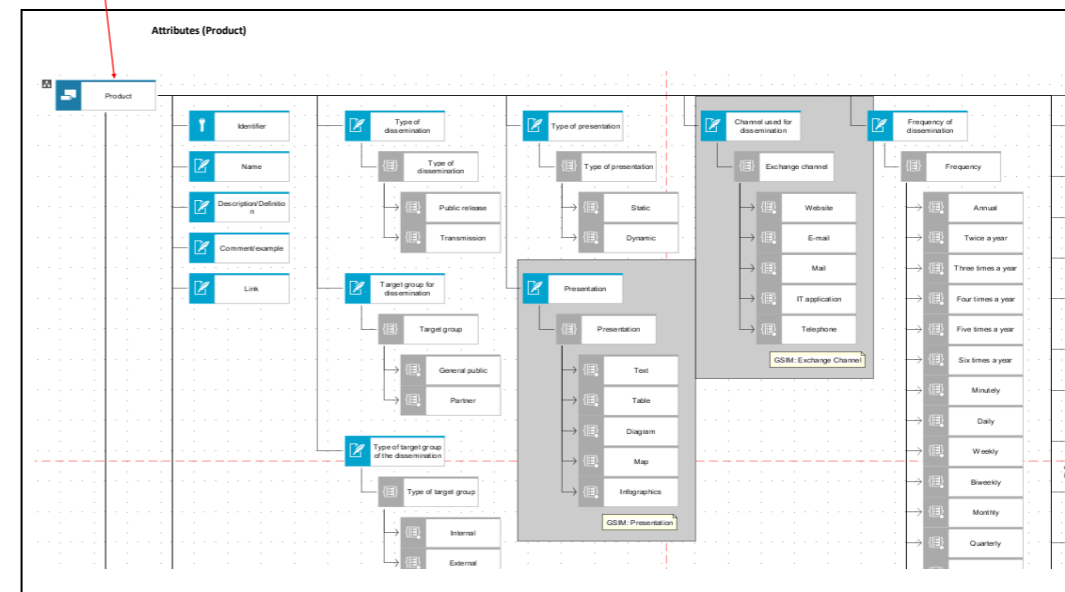 Attributes (Product)
Product
Identifier
Name
Description/Definitio
n
Comment/example
Link
Type of
dissemination
Type of
dissemination
Public release
Transmission
Target group for
dissemination
Target group
General public
Partner
Type of target group
of the dissemination
Type of target group
Internal
External
Type of presentation
Type of presentation
Static
Dynamic
Presentation
Presentation
Text
Table
Diagram
Map
Infographics
GSIM: Presentation
Channel used for
dissemination
Exchange channel
Website
E-mail
Mail
IT application
Telephone
GSIM: Exchange Channel
Frequency of
dissemination
Frequency
Annual
Twice a year
Three times a year
Four times a year
Five times a year
Six times a year
Minutely
Daily
Weekly
Biweekly
Monthly
Quarterly